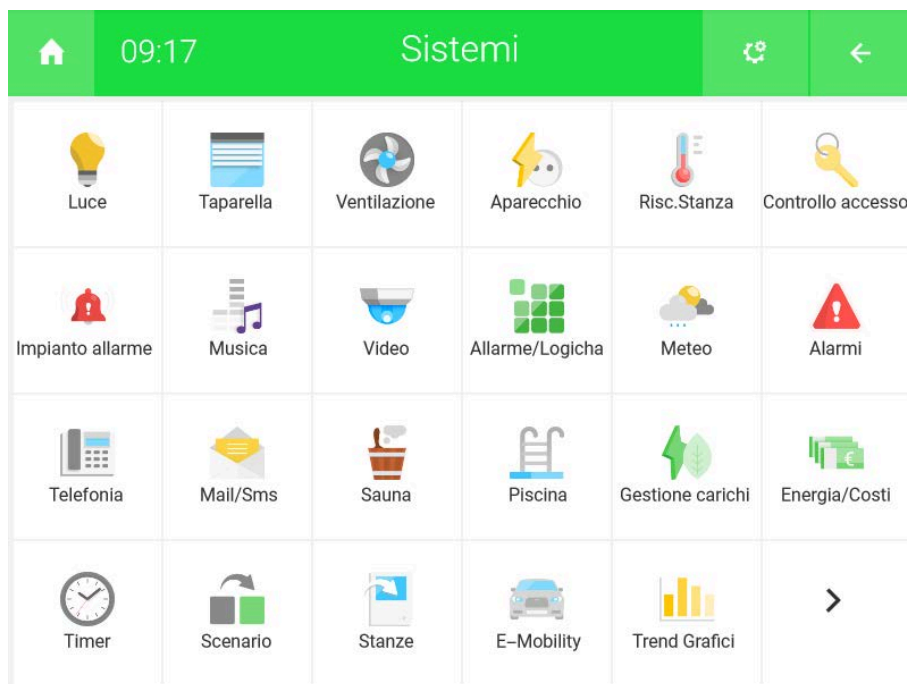 09:17 Sistemi
Luce Taparella Ventilazione Aparecchio Risc.Stanza Controllo accesso
Impianto allarme Musica Video Allarme/Logicha Meteo Alarmi
Telefonia Mail/Sms Sauna Piscina Gestione carichi Energia/Costi
Timer Scenario Stanze E-Mobility Trend Grafici